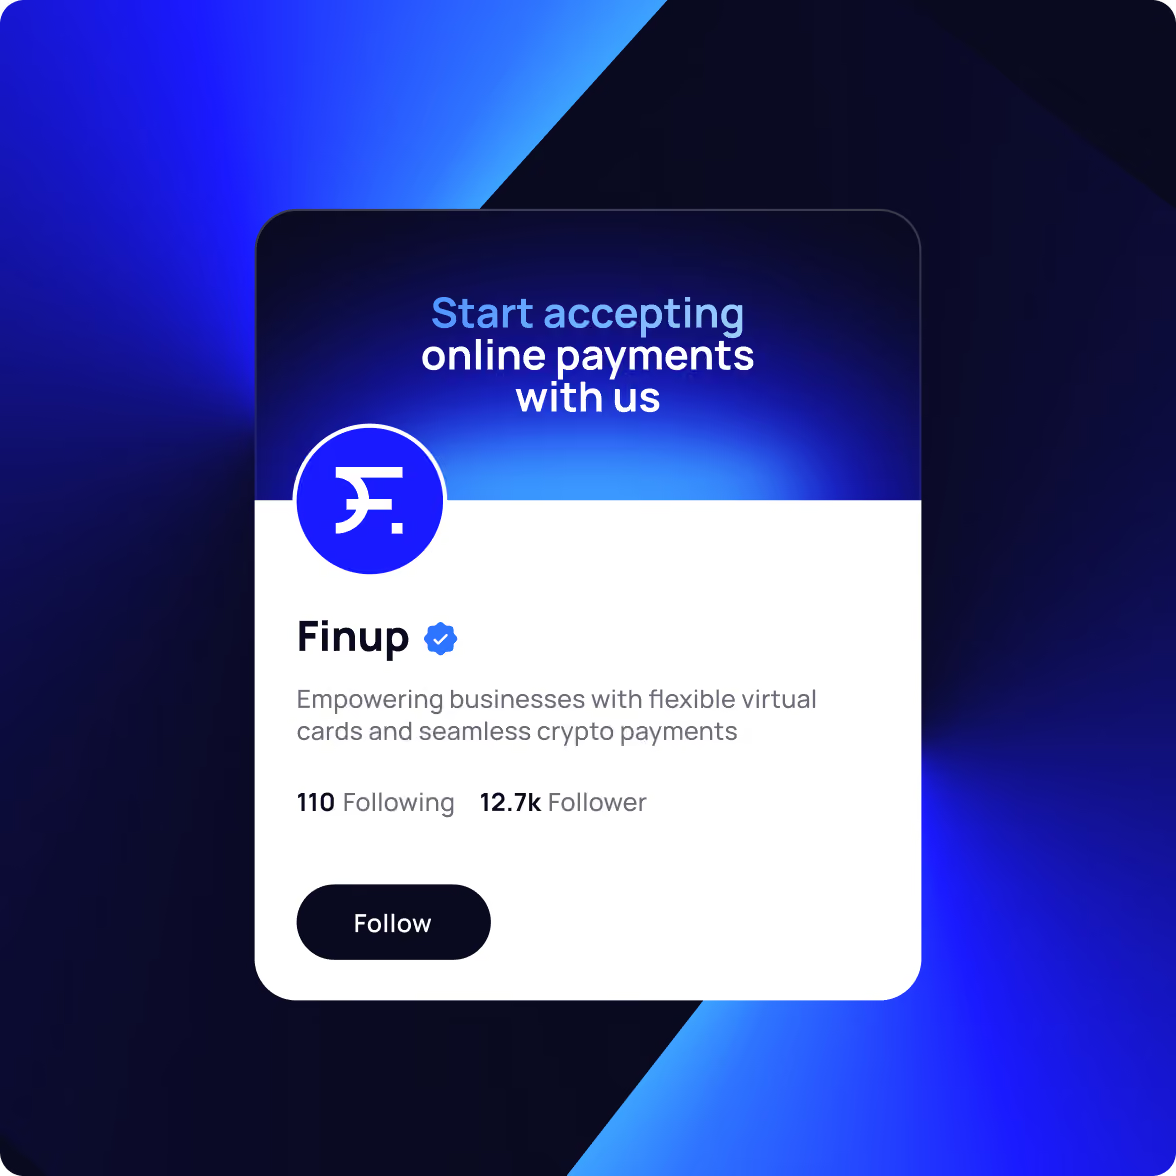 Start accepting
online payments
with us
Finup
Empowering businesses with flexible virtual
cards and seamless crypto payments
110 Following 12.7k Follower
Follow